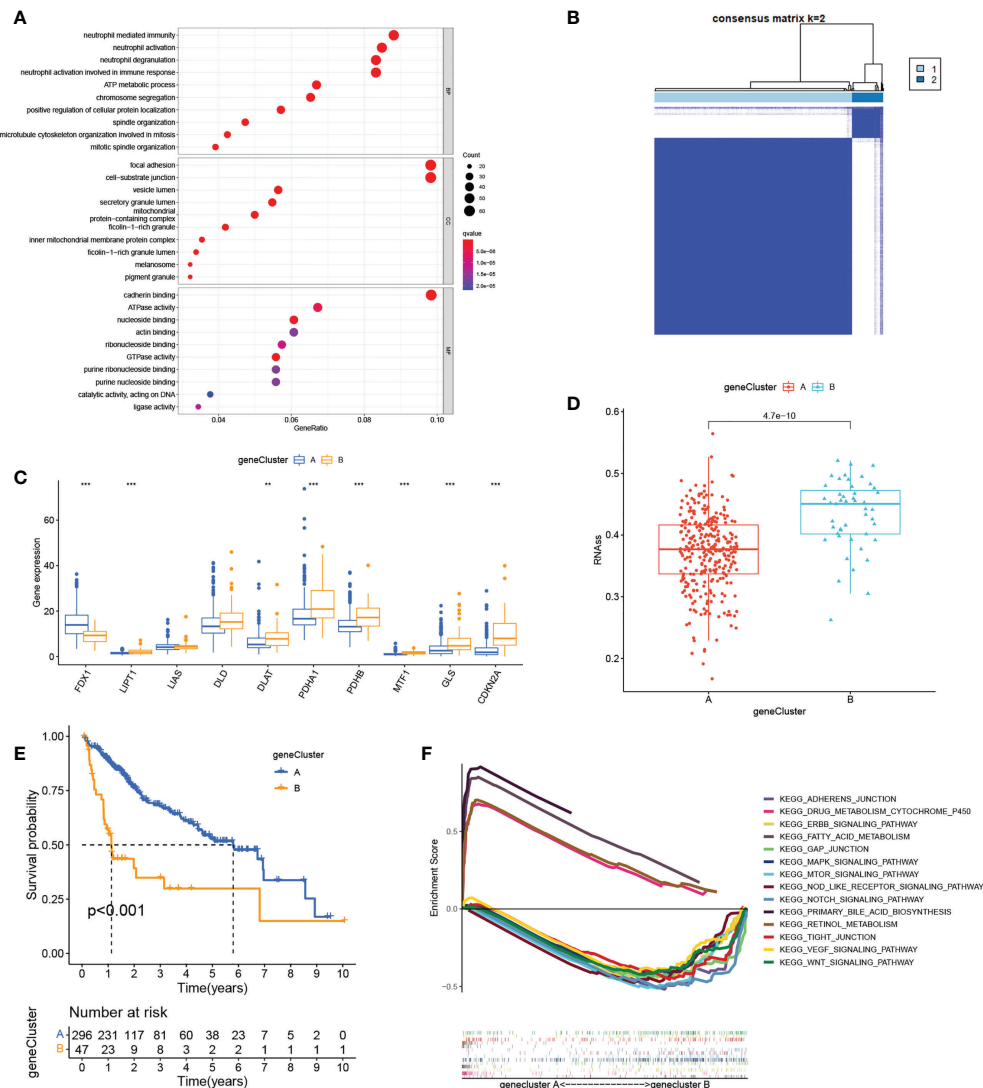 A
neutrophil mediated immunity
neutrophil activation
neutrophil degranulation
neutrophil activation involved in immune response
ATP metabolic process
chromosome segregation
positive regulation of cellular protein localization
spindle organization
microtubule cytoskeleton organization involved in mitosis
mitotic spindle organization
BP
focal adhesion
cell−substrate junction
vesicle lumen
secretory granule lumen
mitochondrial
protein−containing complex
ficolin−1−rich granule
inner mitochondrial membrane protein complex
ficolin−1−rich granule lumen
melanosome
pigment granule
CC
cadherin binding
ATPase activity
nucleoside binding
actin binding
ribonucleoside binding
GTPase activity
purine ribonucleoside binding
purine nucleoside binding
catalytic activity, acting on DNA
ligase activity
MF
0.04 0.06 0.08 0.10
GeneRatio
Count
20
30
40
50
60
qvalue
5.0e−06
1.0e−05
1.5e−05
2.0e−05
B
consensus matrix k=2
1
2
C
geneCluster A B
*** *** ** *** *** *** *** ***
Gene expression
60
40
20
0
FDX1 LIPT1 LIAS DLD DLAT PDHA1 PDHB MTF1 GLS CDKN2A
D
geneCluster A B
4.7e−10
RNAss
0.6
0.5
0.4
0.3
0.2
A B
geneCluster
E
geneCluster
A
B
Survival probability
1.00
0.75
0.50
0.25
0.00
p<0.001
0 1 2 3 4 5 6 7 8 9 10
Time(years)
Number at risk
geneCluster
A 296 231 117 81 60 38 23 7 5 2 0
B 47 23 9 8 3 2 2 1 1 1 1
0 1 2 3 4 5 6 7 8 9 10
Time(years)
F
Enrichment Score
0.5
0.0
−0.5
KEGG_ADHERENS_JUNCTION
KEGG_DRUG_METABOLISM_CYTOCHROME_P450
KEGG_ERBB_SIGNALING_PATHWAY
KEGG_FATTY_ACID_METABOLISM
KEGG_GAP_JUNCTION
KEGG_MAPK_SIGNALING_PATHWAY
KEGG_MTOR_SIGNALING_PATHWAY
KEGG_NOD_LIKE_RECEPTOR_SIGNALING_PATHWAY
KEGG_NOTCH_SIGNALING_PATHWAY
KEGG_PRIMARY_BILE_ACID_BIOSYNTHESIS
KEGG_RETINOL_METABOLISM
KEGG_TIGHT_JUNCTION
KEGG_VEGF_SIGNALING_PATHWAY
KEGG_WNT_SIGNALING_PATHWAY
genecluster A<−−−−−−−−−−−−−−−>genecluster B